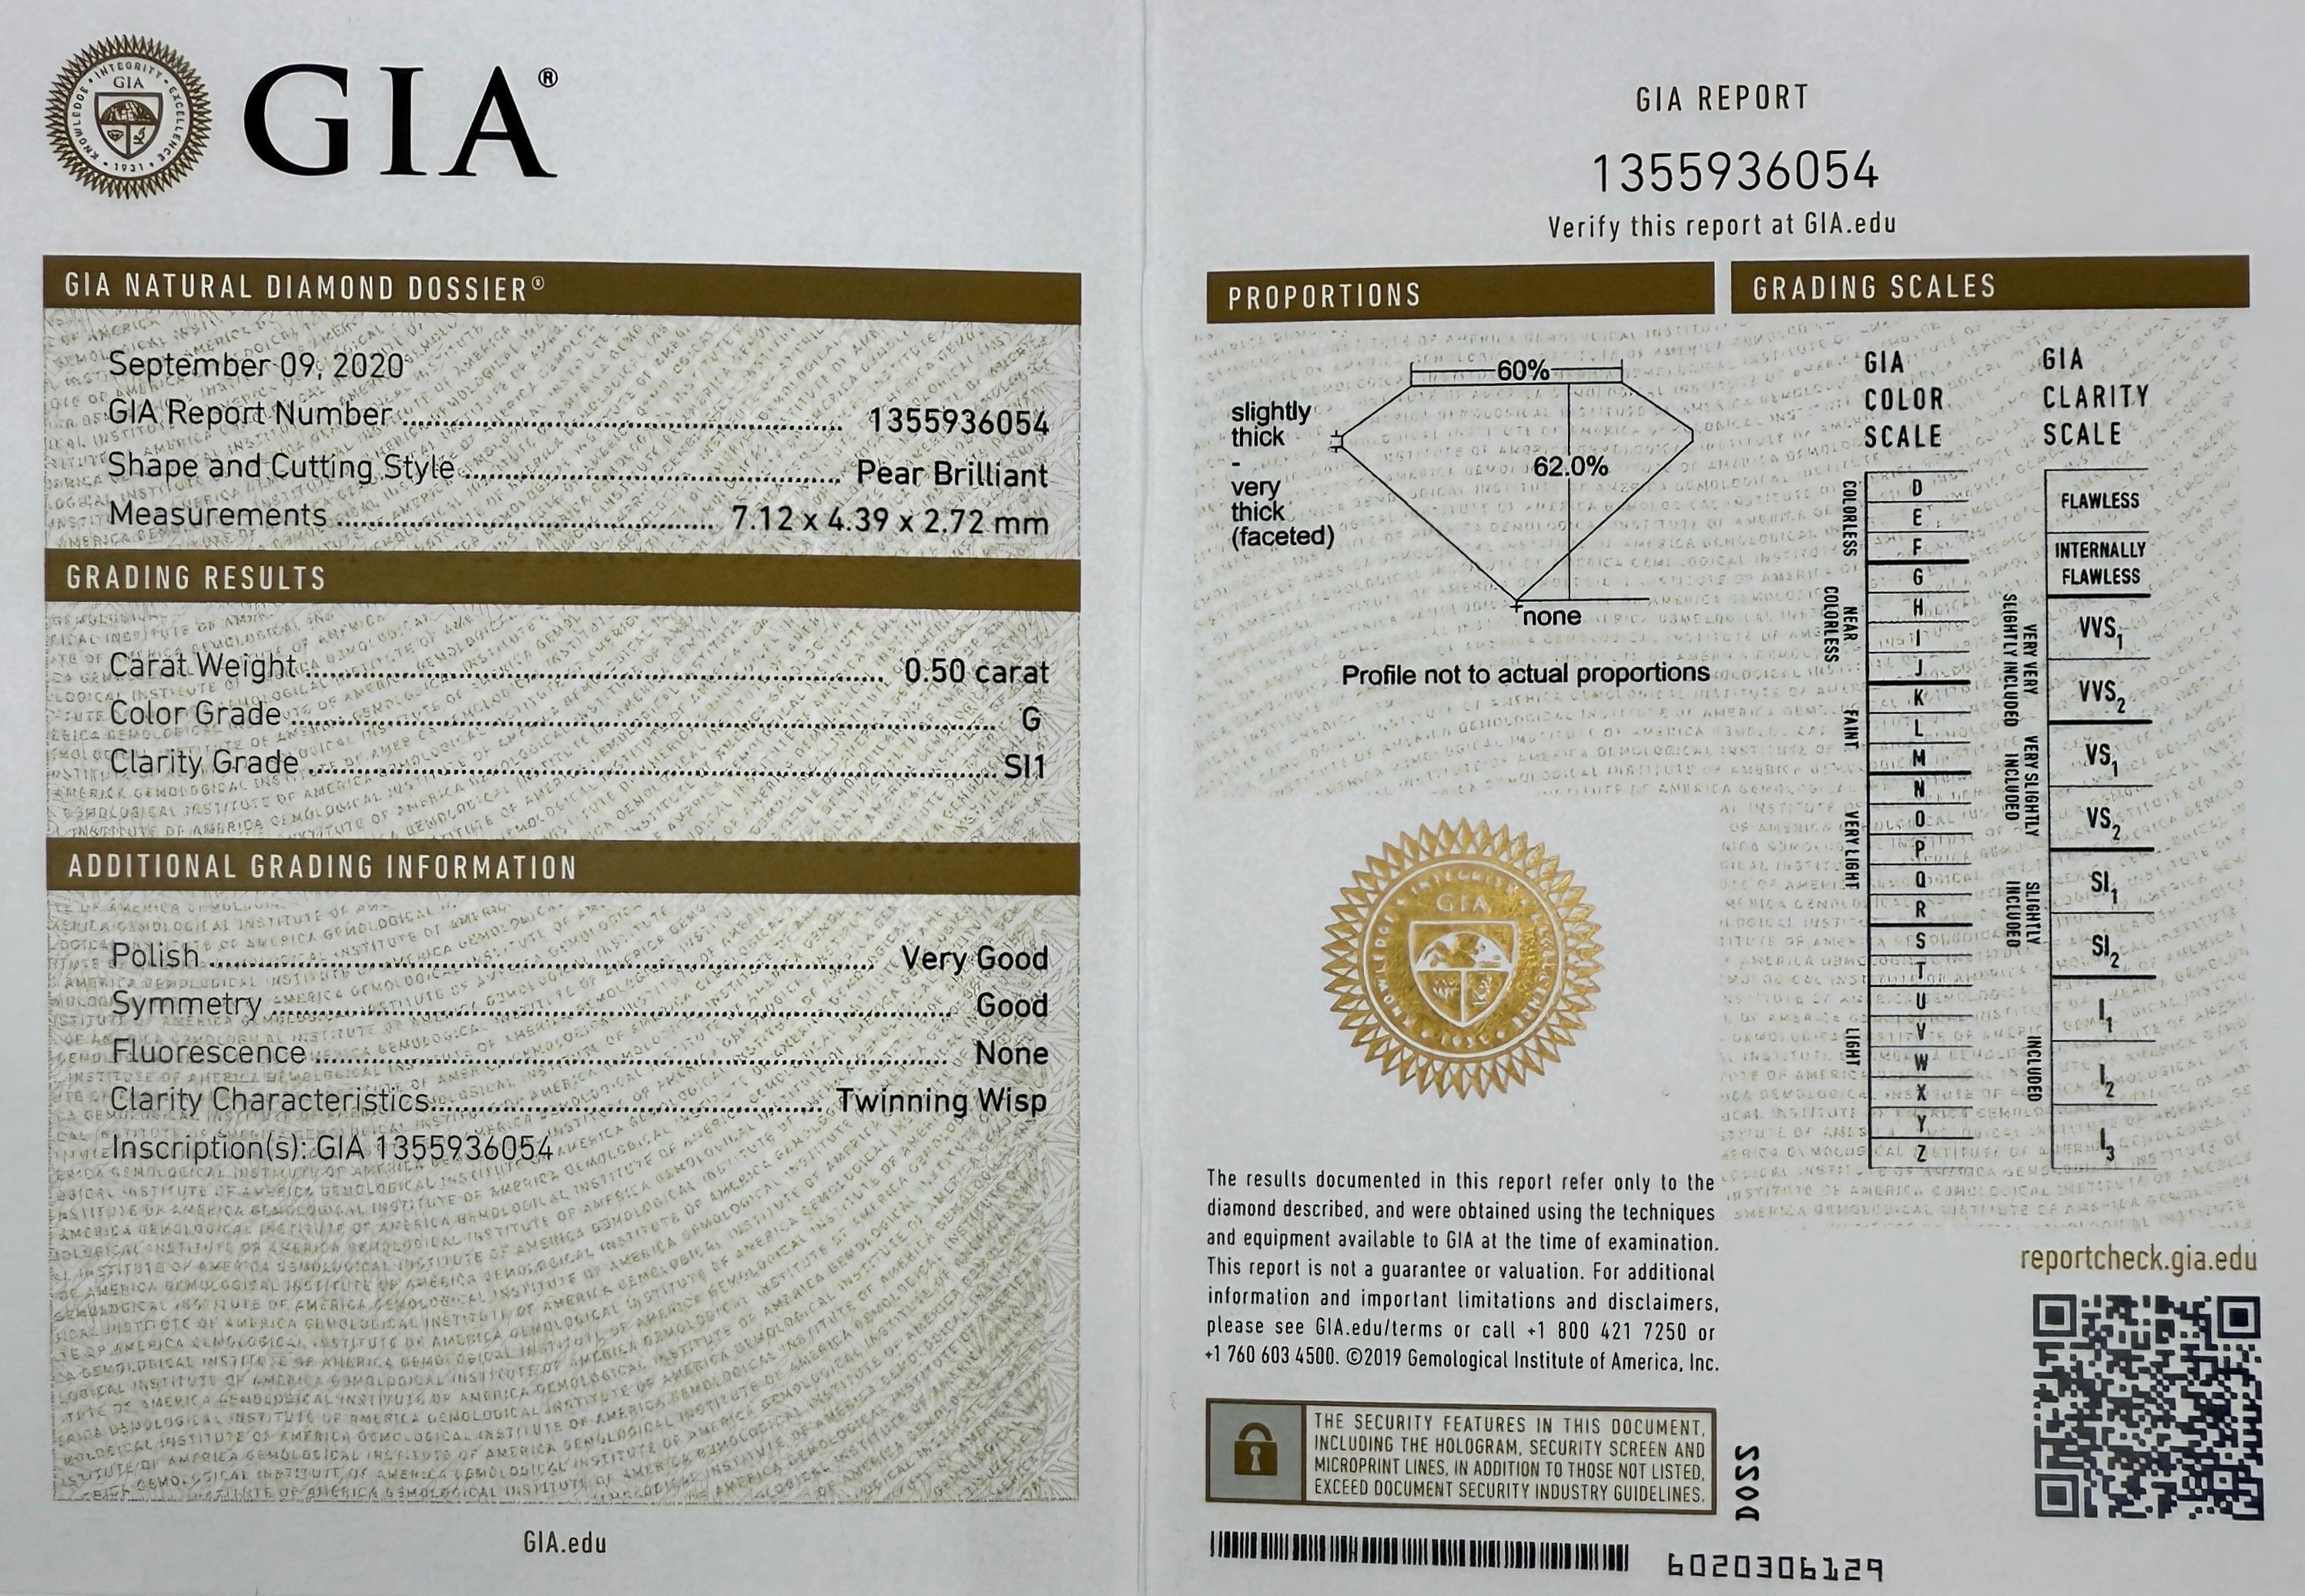 INTEGRITY
GIA
KNOWLEDGE
EXCELLENCE
1931
GIA®
GIA NATURAL DIAMOND DOSSIER®
September 09, 2020
GIA Report Number 1355936054
Shape and Cutting Style Pear Brilliant
Measurements 7.12 x 4.39 x 2.72 mm
GRADING RESULTS
Carat Weight 0.50 carat
Color Grade G
Clarity Grade SI1
ADDITIONAL GRADING INFORMATION
Polish Very Good
Symmetry Good
Fluorescence None
Clarity Characteristics Twinning Wisp
Inscription(s): GIA 1355936054
GIA.edu
GIA REPORT
1355936054
Verify this report at GIA.edu
PROPORTIONS
60%
slightly
thick
-
very
thick
(faceted)
62.0%
none
Profile not to actual proportions
GIA
The results documented in this report refer only to the
diamond described, and were obtained using the techniques
and equipment available to GIA at the time of examination.
This report is not a guarantee or valuation. For additional
information and important limitations and disclaimers,
please see GIA.edu/terms or call +1 800 421 7250 or
+1 760 603 4500. ©2019 Gemological Institute of America, Inc.
THE SECURITY FEATURES IN THIS DOCUMENT,
INCLUDING THE HOLOGRAM, SECURITY SCREEN AND
MICROPRINT LINES, IN ADDITION TO THOSE NOT LISTED,
EXCEED DOCUMENT SECURITY INDUSTRY GUIDELINES.
DOSS
6020306129
GRADING SCALES
GIA
COLOR
SCALE
COLORLESS
D
E
F
NEAR
COLORLESS
G
H
I
J
FAINT
K
L
M
VERY LIGHT
N
O
P
Q
R
LIGHT
S
T
U
V
W
X
Y
Z
GIA
CLARITY
SCALE
FLAWLESS
INTERNALLY
FLAWLESS
VERY VERY
SLIGHTLY INCLUDED
VVS1
VVS2
VERY SLIGHTLY
INCLUDED
VS1
VS2
SLIGHTLY
INCLUDED
SI1
SI2
INCLUDED
I1
I2
I3
reportcheck.gia.edu